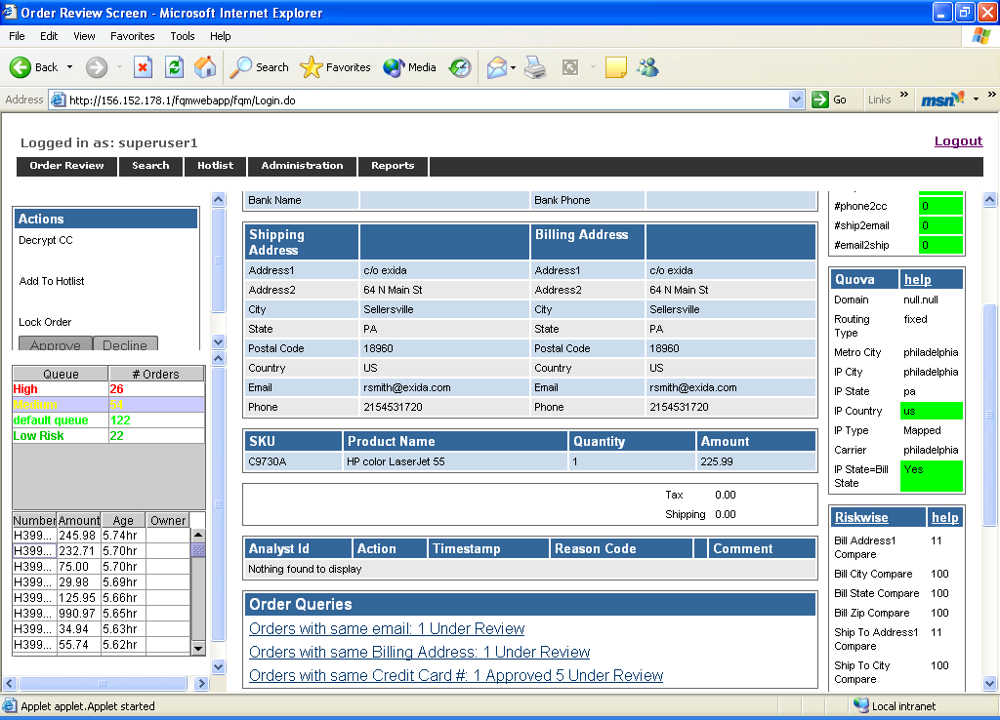 Order Review Screen - Microsoft Internet Explorer
File Edit View Favorites Tools Help
Back Search Favorites Media
Address http://156.152.178.1/fqmwebapp/fqm/Login.do Go Links » msn »
Logged in as: superuser1 Logout
Order Review Search Hotlist Administration Reports
Actions
Decrypt CC
Add To Hotlist
Lock Order
Approve Decline
Queue # Orders
High 26
Medium 54
default queue 122
Low Risk 22
Number Amount Age Owner
H399... 245.98 5.74hr
H399... 232.71 5.70hr
H399... 75.00 5.70hr
H399... 29.98 5.69hr
H399... 125.95 5.66hr
H399... 990.97 5.65hr
H399... 34.94 5.63hr
H399... 55.74 5.62hr
Bank Name Bank Phone
Shipping Billing Address
Address
Address1 c/o exida Address1 c/o exida
Address2 64 N Main St Address2 64 N Main St
City Sellersville City Sellersville
State PA State PA
Postal Code 18960 Postal Code 18960
Country US Country US
Email rsmith@exida.com Email rsmith@exida.com
Phone 2154531720 Phone 2154531720
SKU Product Name Quantity Amount
C9730A HP color LaserJet 55 1 225.99
Tax 0.00
Shipping 0.00
Analyst Id Action Timestamp Reason Code Comment
Nothing found to display
Order Queries
Orders with same email: 1 Under Review
Orders with same Billing Address: 1 Under Review
Orders with same Credit Card #: 1 Approved 5 Under Review
#phone2cc 0
#ship2email 0
#email2ship 0
Quova help
Domain null.null
Routing fixed
Type
Metro City philadelphia
IP City philadelphia
IP State pa
IP Country us
IP Type Mapped
Carrier philadelphia
IP State=Bill Yes
State
Riskwise help
Bill Address1 11
Compare
Bill City Compare 100
Bill State Compare 100
Bill Zip Compare 100
Ship To Address1 11
Compare
Ship To City 100
Compare
Applet applet.Applet started Local intranet